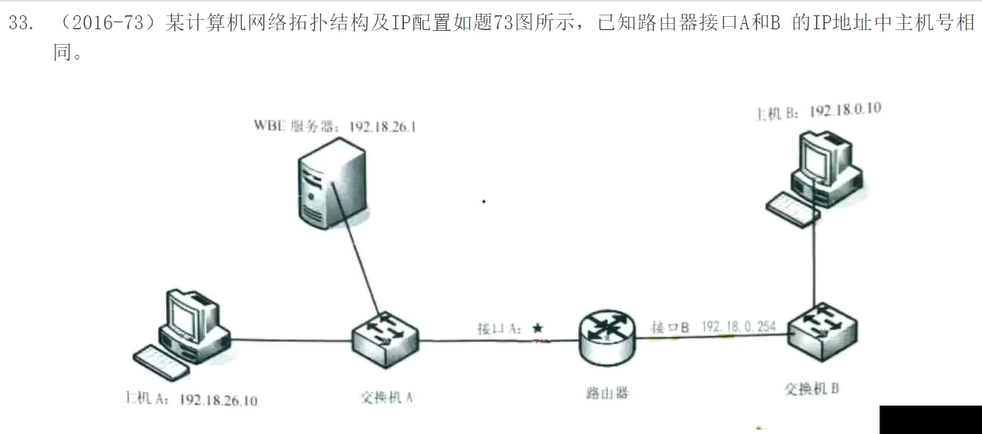 33. （2016-73）某计算机网络拓扑结构及IP配置如题73图所示，已知路由器接口A和B 的IP地址中主机号相
同。
WBE 服务器：192.18.26.1
主机 B：192.18.0.10
接口 A：★
接口B 192.18.0.254
主机 A：192.18.26.10
交换机 A
路由器
交换机 B